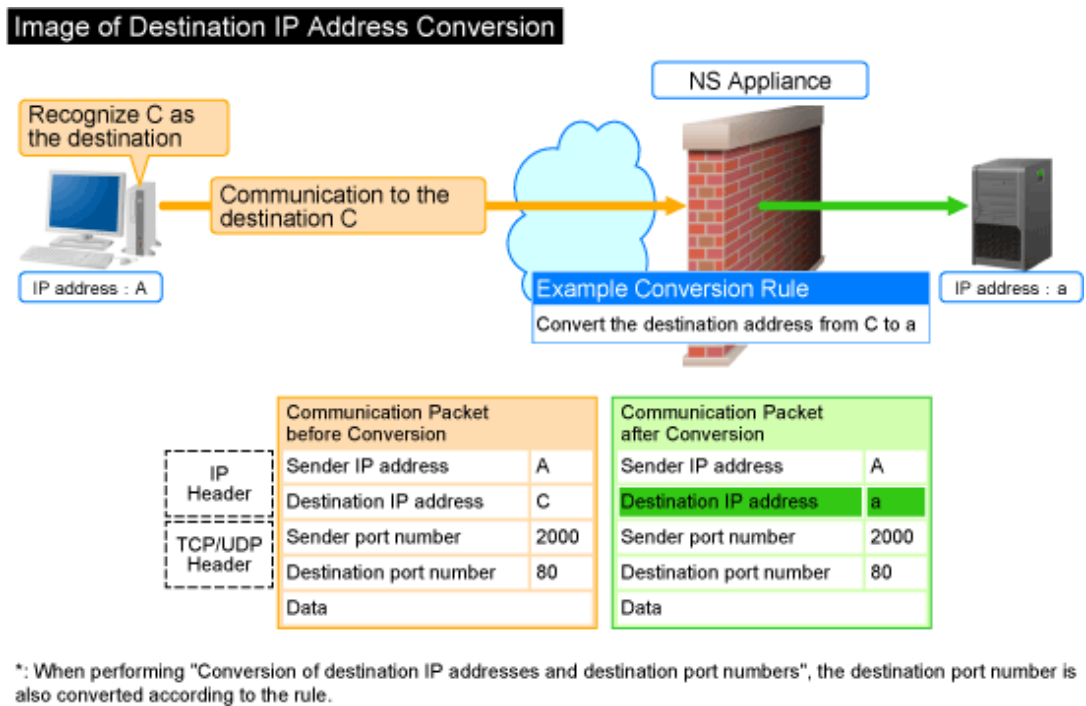 Image of Destination IP Address Conversion
NS Appliance
Recognize C as
the destination
Communication to the
destination C
IP address : A
IP address : a
Example Conversion Rule
Convert the destination address from C to a
Communication Packet
before Conversion
Sender IP address A
Destination IP address C
Sender port number 2000
Destination port number 80
Data
Communication Packet
after Conversion
Sender IP address A
Destination IP address a
Sender port number 2000
Destination port number 80
Data
IP
Header
TCP/UDP
Header
*: When performing "Conversion of destination IP addresses and destination port numbers", the destination port number is
also converted according to the rule.